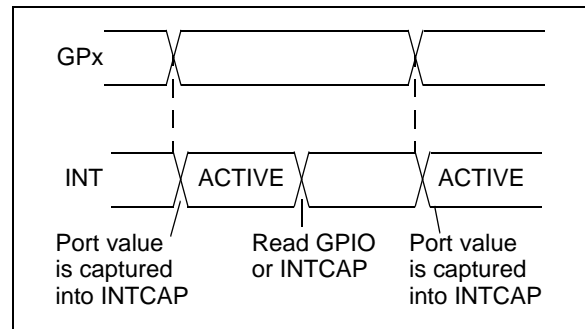 GPx
INT
ACTIVE
ACTIVE
Port value
is captured
into INTCAP
Read GPIO
or INTCAP
Port value
is captured
into INTCAP